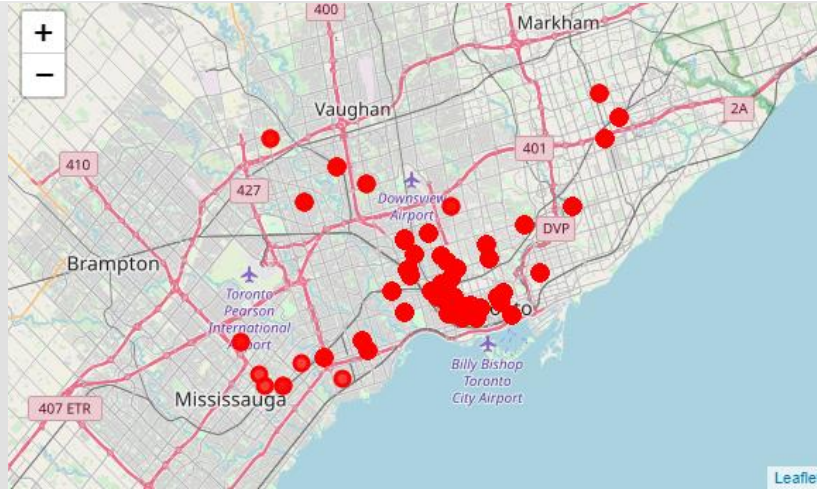 +
−
400
Markham
Vaughan
2A
401
410
427
Downsview
Airport
DVP
Brampton
Toronto
Pearson
International
Airport
Billy Bishop
Toronto
City Airport
Mississauga
407 ETR
Leafle